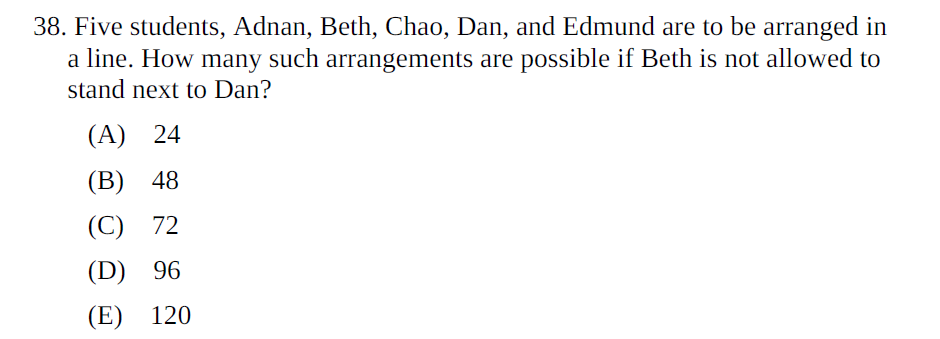 38. Five students, Adnan, Beth, Chao, Dan, and Edmund are to be arranged in
a line. How many such arrangements are possible if Beth is not allowed to
stand next to Dan?
(A) 24
(B) 48
(C) 72
(D) 96
(E) 120